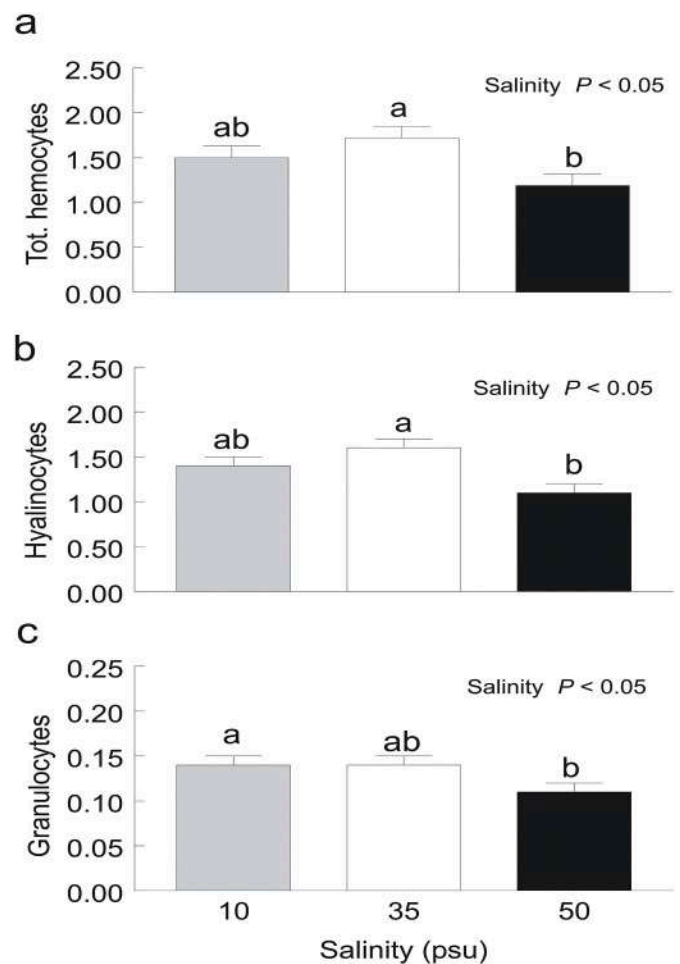 a
2.50
Salinity P < 0.05
2.00
a
ab
1.50
b
1.00
0.50
0.00
Tot. hemocytes
b
2.50
Salinity P < 0.05
2.00
a
ab
1.50
b
1.00
0.50
0.00
Hyalinocytes
c
0.25
Salinity P < 0.05
0.20
a
ab
0.15
b
0.10
0.05
0.00
Granulocytes
10 35 50
Salinity (psu)